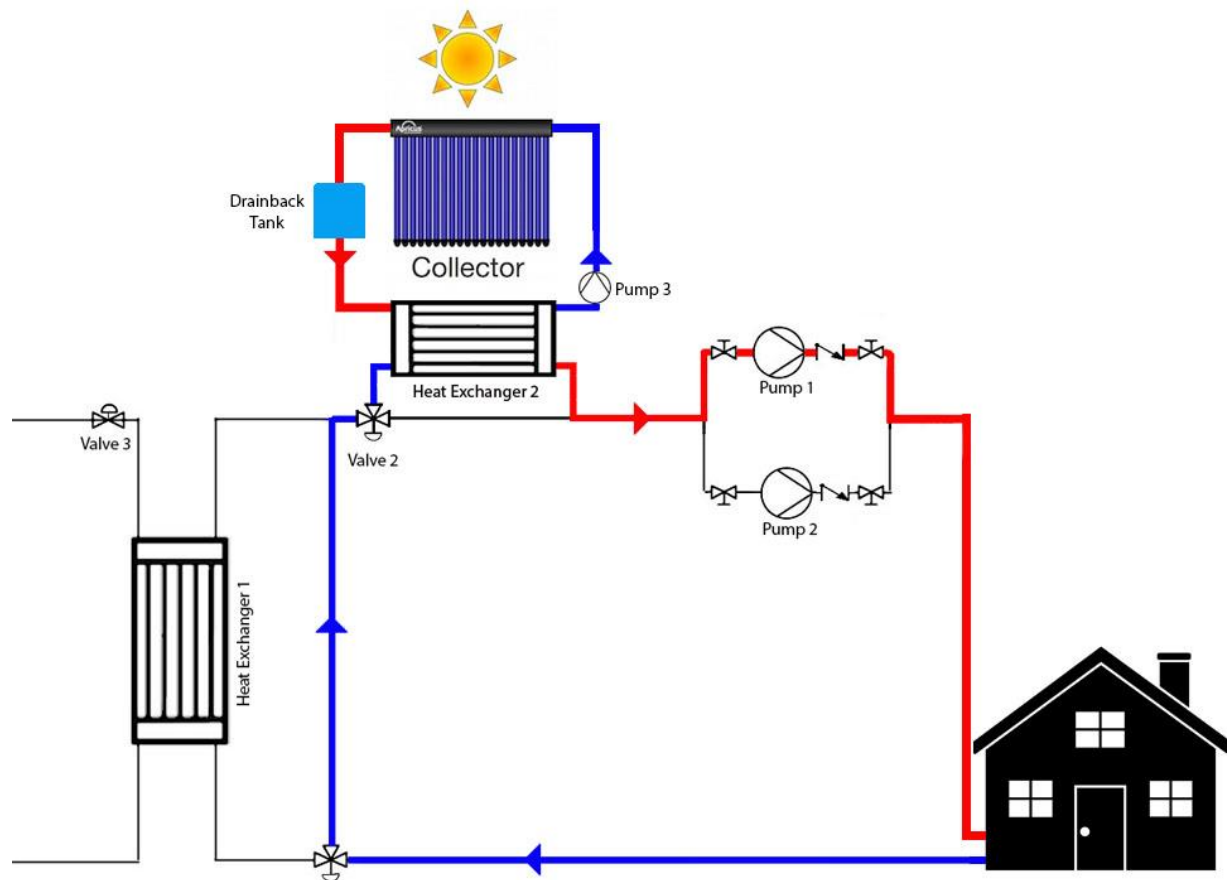 Apricus
Drainback
Tank
Collector
Pump 3
Heat Exchanger 2
Pump 1
Valve 3
Valve 2
Pump 2
Heat Exchanger 1